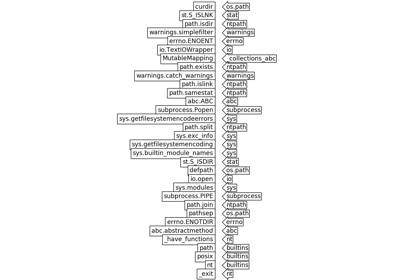 curdir os.path
st.S_ISLNK stat
path.isdir ntpath
warnings.simplefilter warnings
errno.ENOENT errno
io.TextIOWrapper io
MutableMapping _collections_abc
path.exists ntpath
warnings.catch_warnings warnings
path.islink ntpath
path.samestat ntpath
abc.ABC abc
subprocess.Popen subprocess
sys.getfilesystemencodeerrors sys
path.split ntpath
sys.exc_info sys
sys.getfilesystemencoding sys
sys.builtin_module_names sys
st.S_ISDIR stat
defpath os.path
io.open io
sys.modules sys
subprocess.PIPE subprocess
path.join ntpath
pathsep os.path
errno.ENOTDIR errno
abc.abstractmethod abc
_have_functions nt
path builtins
posix builtins
nt builtins
_exit nt